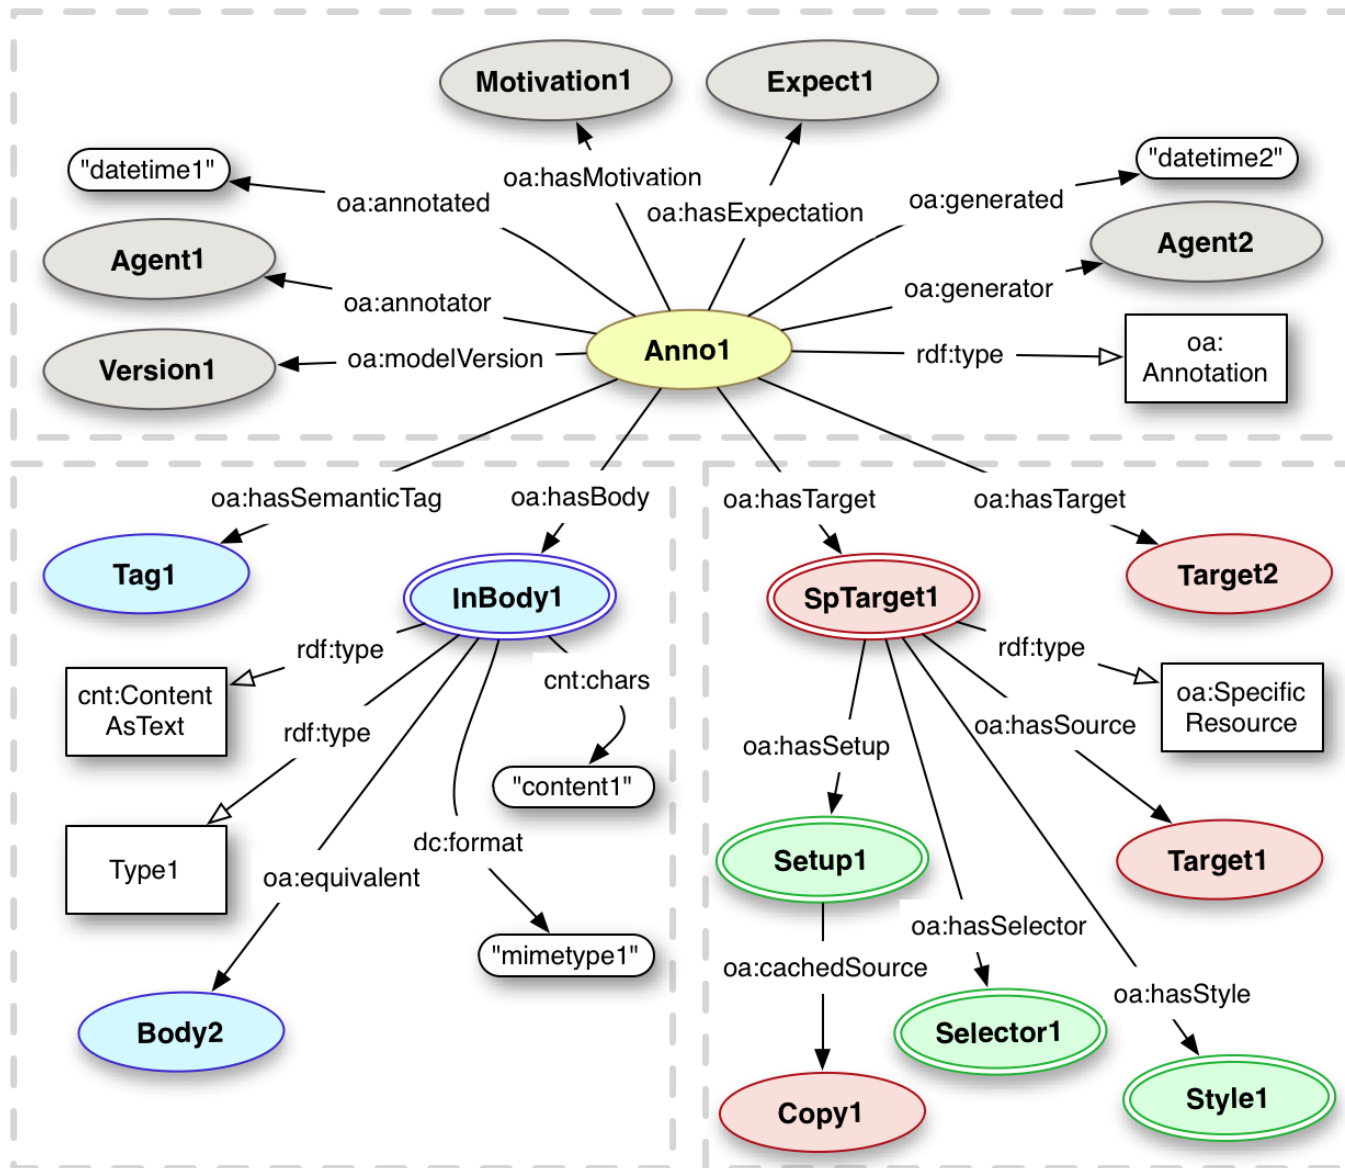 Motivation1
Expect1
"datetime1"
"datetime2"
oa:hasMotivation
oa:annotated
oa:hasExpectation
oa:generated
Agent1
Agent2
oa:annotator
oa:generator
Version1
oa:modelVersion
Anno1
rdf:type
oa:
Annotation
oa:hasSemanticTag
oa:hasBody
oa:hasTarget
oa:hasTarget
Tag1
InBody1
SpTarget1
Target2
rdf:type
cnt:chars
rdf:type
cnt:Content
AsText
oa:Specific
Resource
rdf:type
oa:hasSetup
oa:hasSource
"content1"
dc:format
Type1
oa:equivalent
Setup1
Target1
"mimetype1"
oa:hasSelector
oa:cachedSource
oa:hasStyle
Body2
Selector1
Copy1
Style1